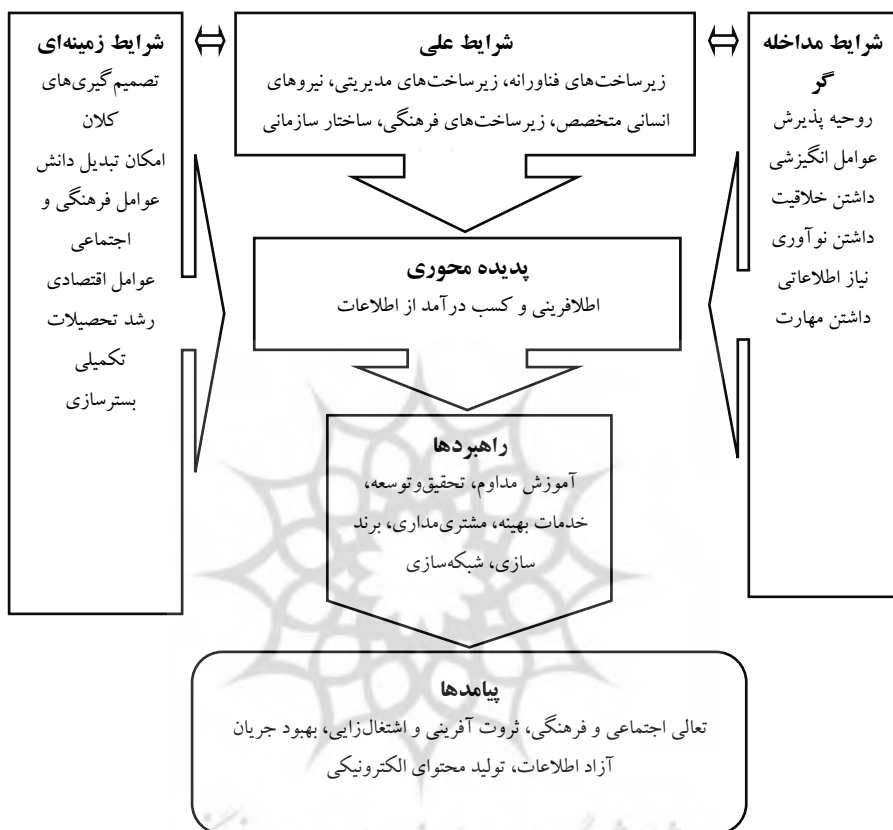 شرایط مداخله
گر
روحیه پذیرش
عوامل انگیزشی
داشتن خلاقیت
داشتن نوآوری
نیاز اطلاعاتی
داشتن مهارت
شرایط علی
زیرساخت‌های فناورانه، زیرساخت‌های مدیریتی، نیروهای
انسانی متخصص، زیرساخت‌های فرهنگی، ساختار سازمانی
شرایط زمینه‌ای
تصمیم‌گیری‌های
کلان
امکان تبدیل دانش
عوامل فرهنگی و
اجتماعی
عوامل اقتصادی
رشد تحصیلات
تکمیلی
بسترسازی
پدیده محوری
اطلافرینی و کسب درآمد از اطلاعات
راهبردها
آموزش مداوم، تحقیق‌وتوسعه،
خدمات بهینه، مشتری‌مداری، برند
سازی، شبکه‌سازی
پیامدها
تعالی اجتماعی و فرهنگی، ثروت آفرینی و اشتغال‌زایی، بهبود جریان
آزاد اطلاعات، تولید محتوای الکترونیکی